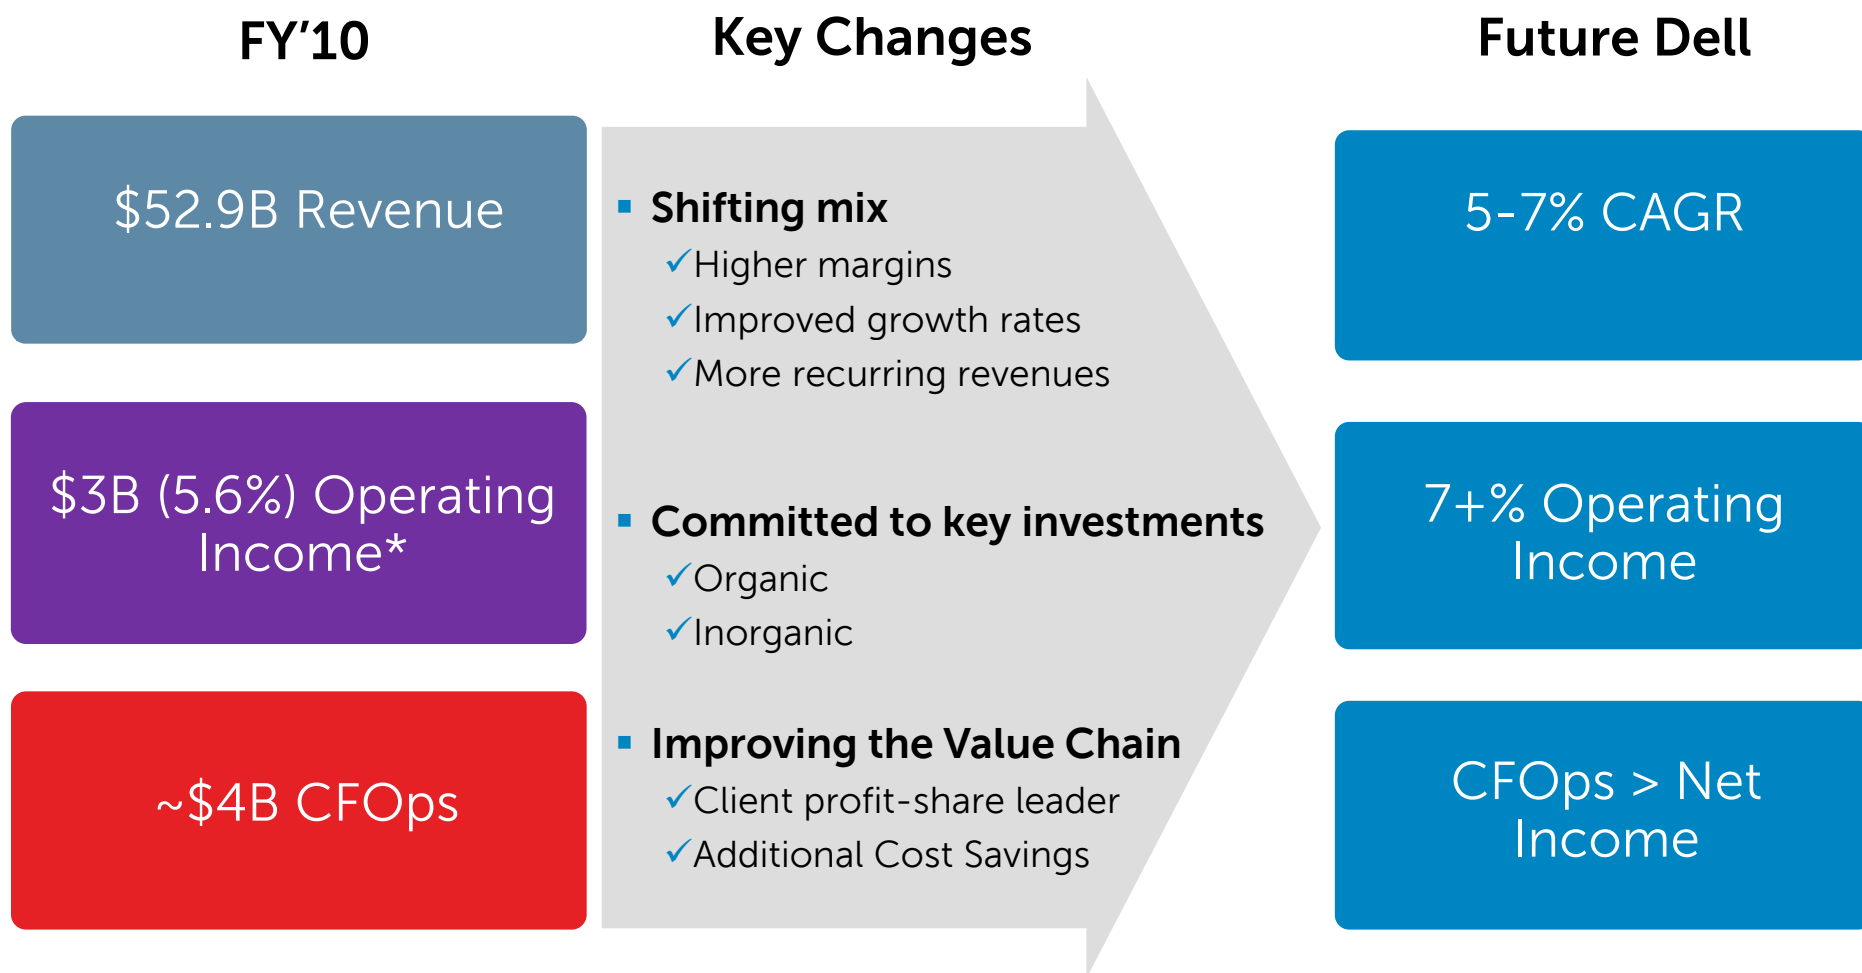 FY'10
$52.9B Revenue
$3B (5.6%) Operating
Income*
~$4B CFOps
Key Changes
▪ Shifting mix
✓Higher margins
✓Improved growth rates
✓More recurring revenues
▪ Committed to key investments
✓Organic
✓Inorganic
▪ Improving the Value Chain
✓Client profit-share leader
✓Additional Cost Savings
Future Dell
5-7% CAGR
7+% Operating
Income
CFOps > Net
Income